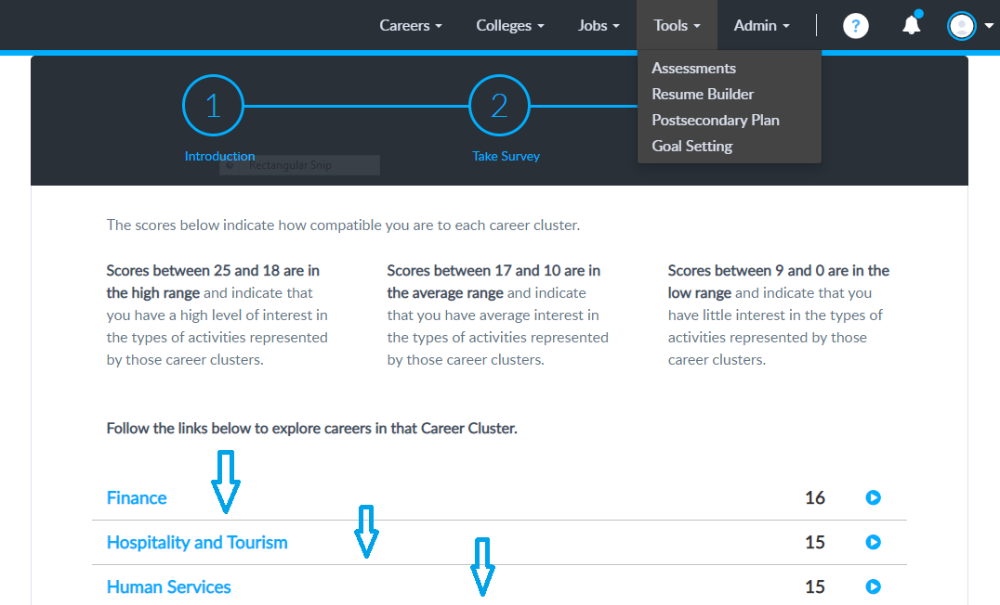 Careers Colleges Jobs Tools Admin ?
Assessments
Resume Builder
Postsecondary Plan
Goal Setting
1 2
Introduction Take Survey
Rectangular Snip
The scores below indicate how compatible you are to each career cluster.
Scores between 25 and 18 are in
the high range and indicate that
you have a high level of interest in
the types of activities represented
by those career clusters.
Scores between 17 and 10 are in
the average range and indicate
that you have average interest in
the types of activities represented
by those career clusters.
Scores between 9 and 0 are in the
low range and indicate that you
have little interest in the types of
activities represented by those
career clusters.
Follow the links below to explore careers in that Career Cluster.
Finance 16
Hospitality and Tourism 15
Human Services 15